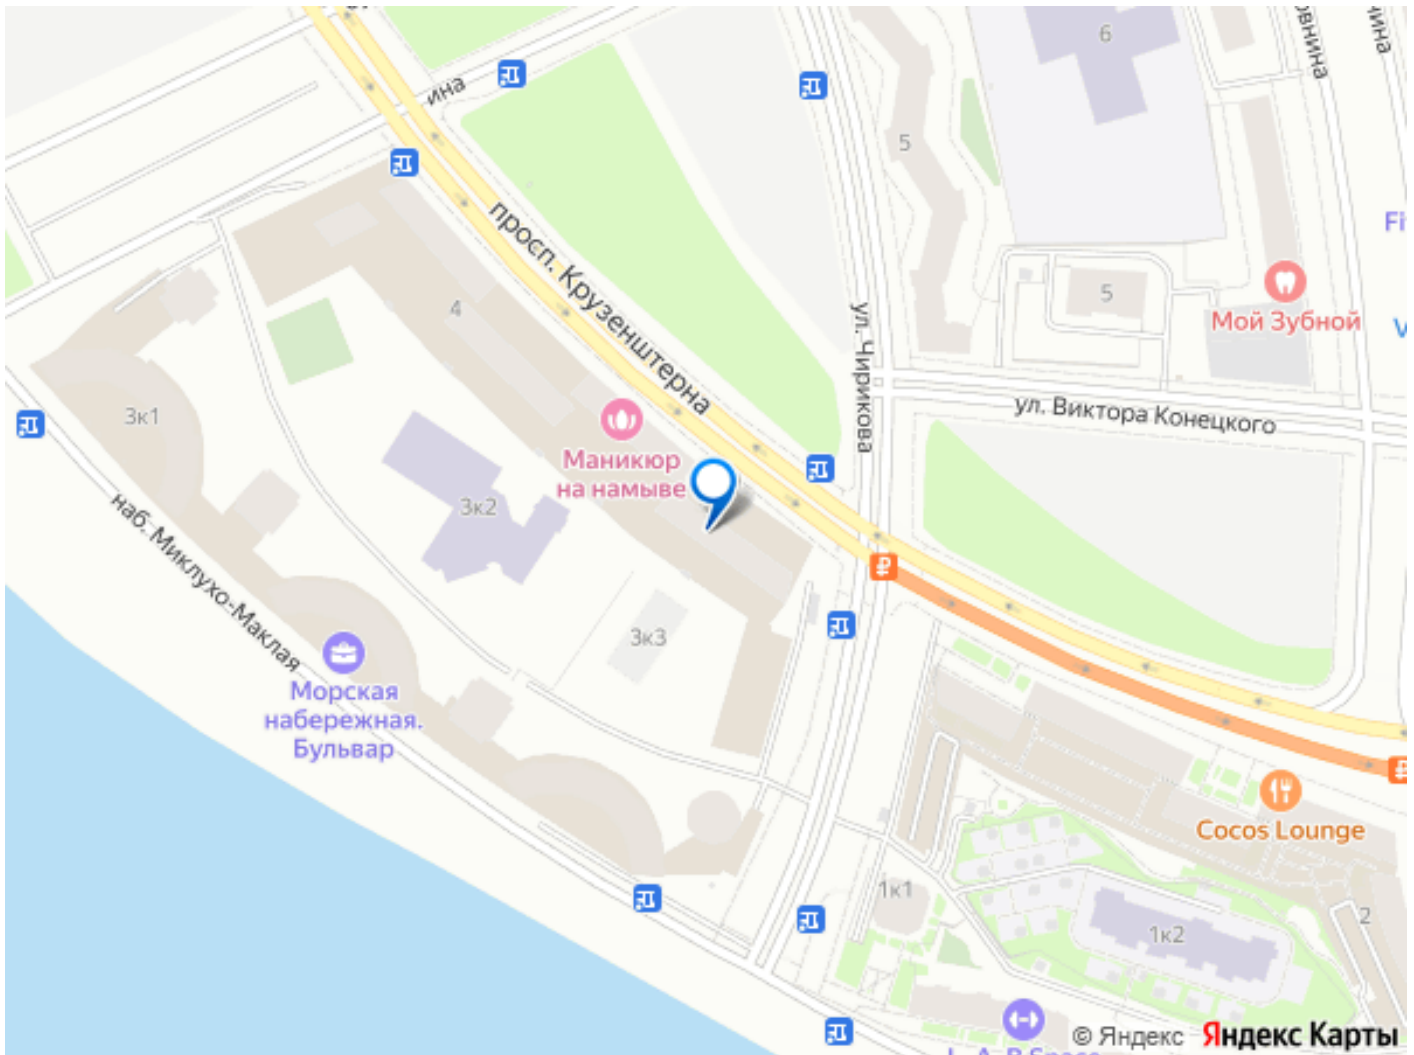 6
ина
5
просп. Крузенштерна
4
5
Мой Зубной
ул. Чирикова
ул. Виктора Конецкого
3к1
Маникюр
на намыве
3к2
наб. Миклухо-Маклая
₽
3к3
Морская
набережная.
Бульвар
₽
Cocos Lounge
1к1
2
1к2
© Яндекс Яндекс Карты